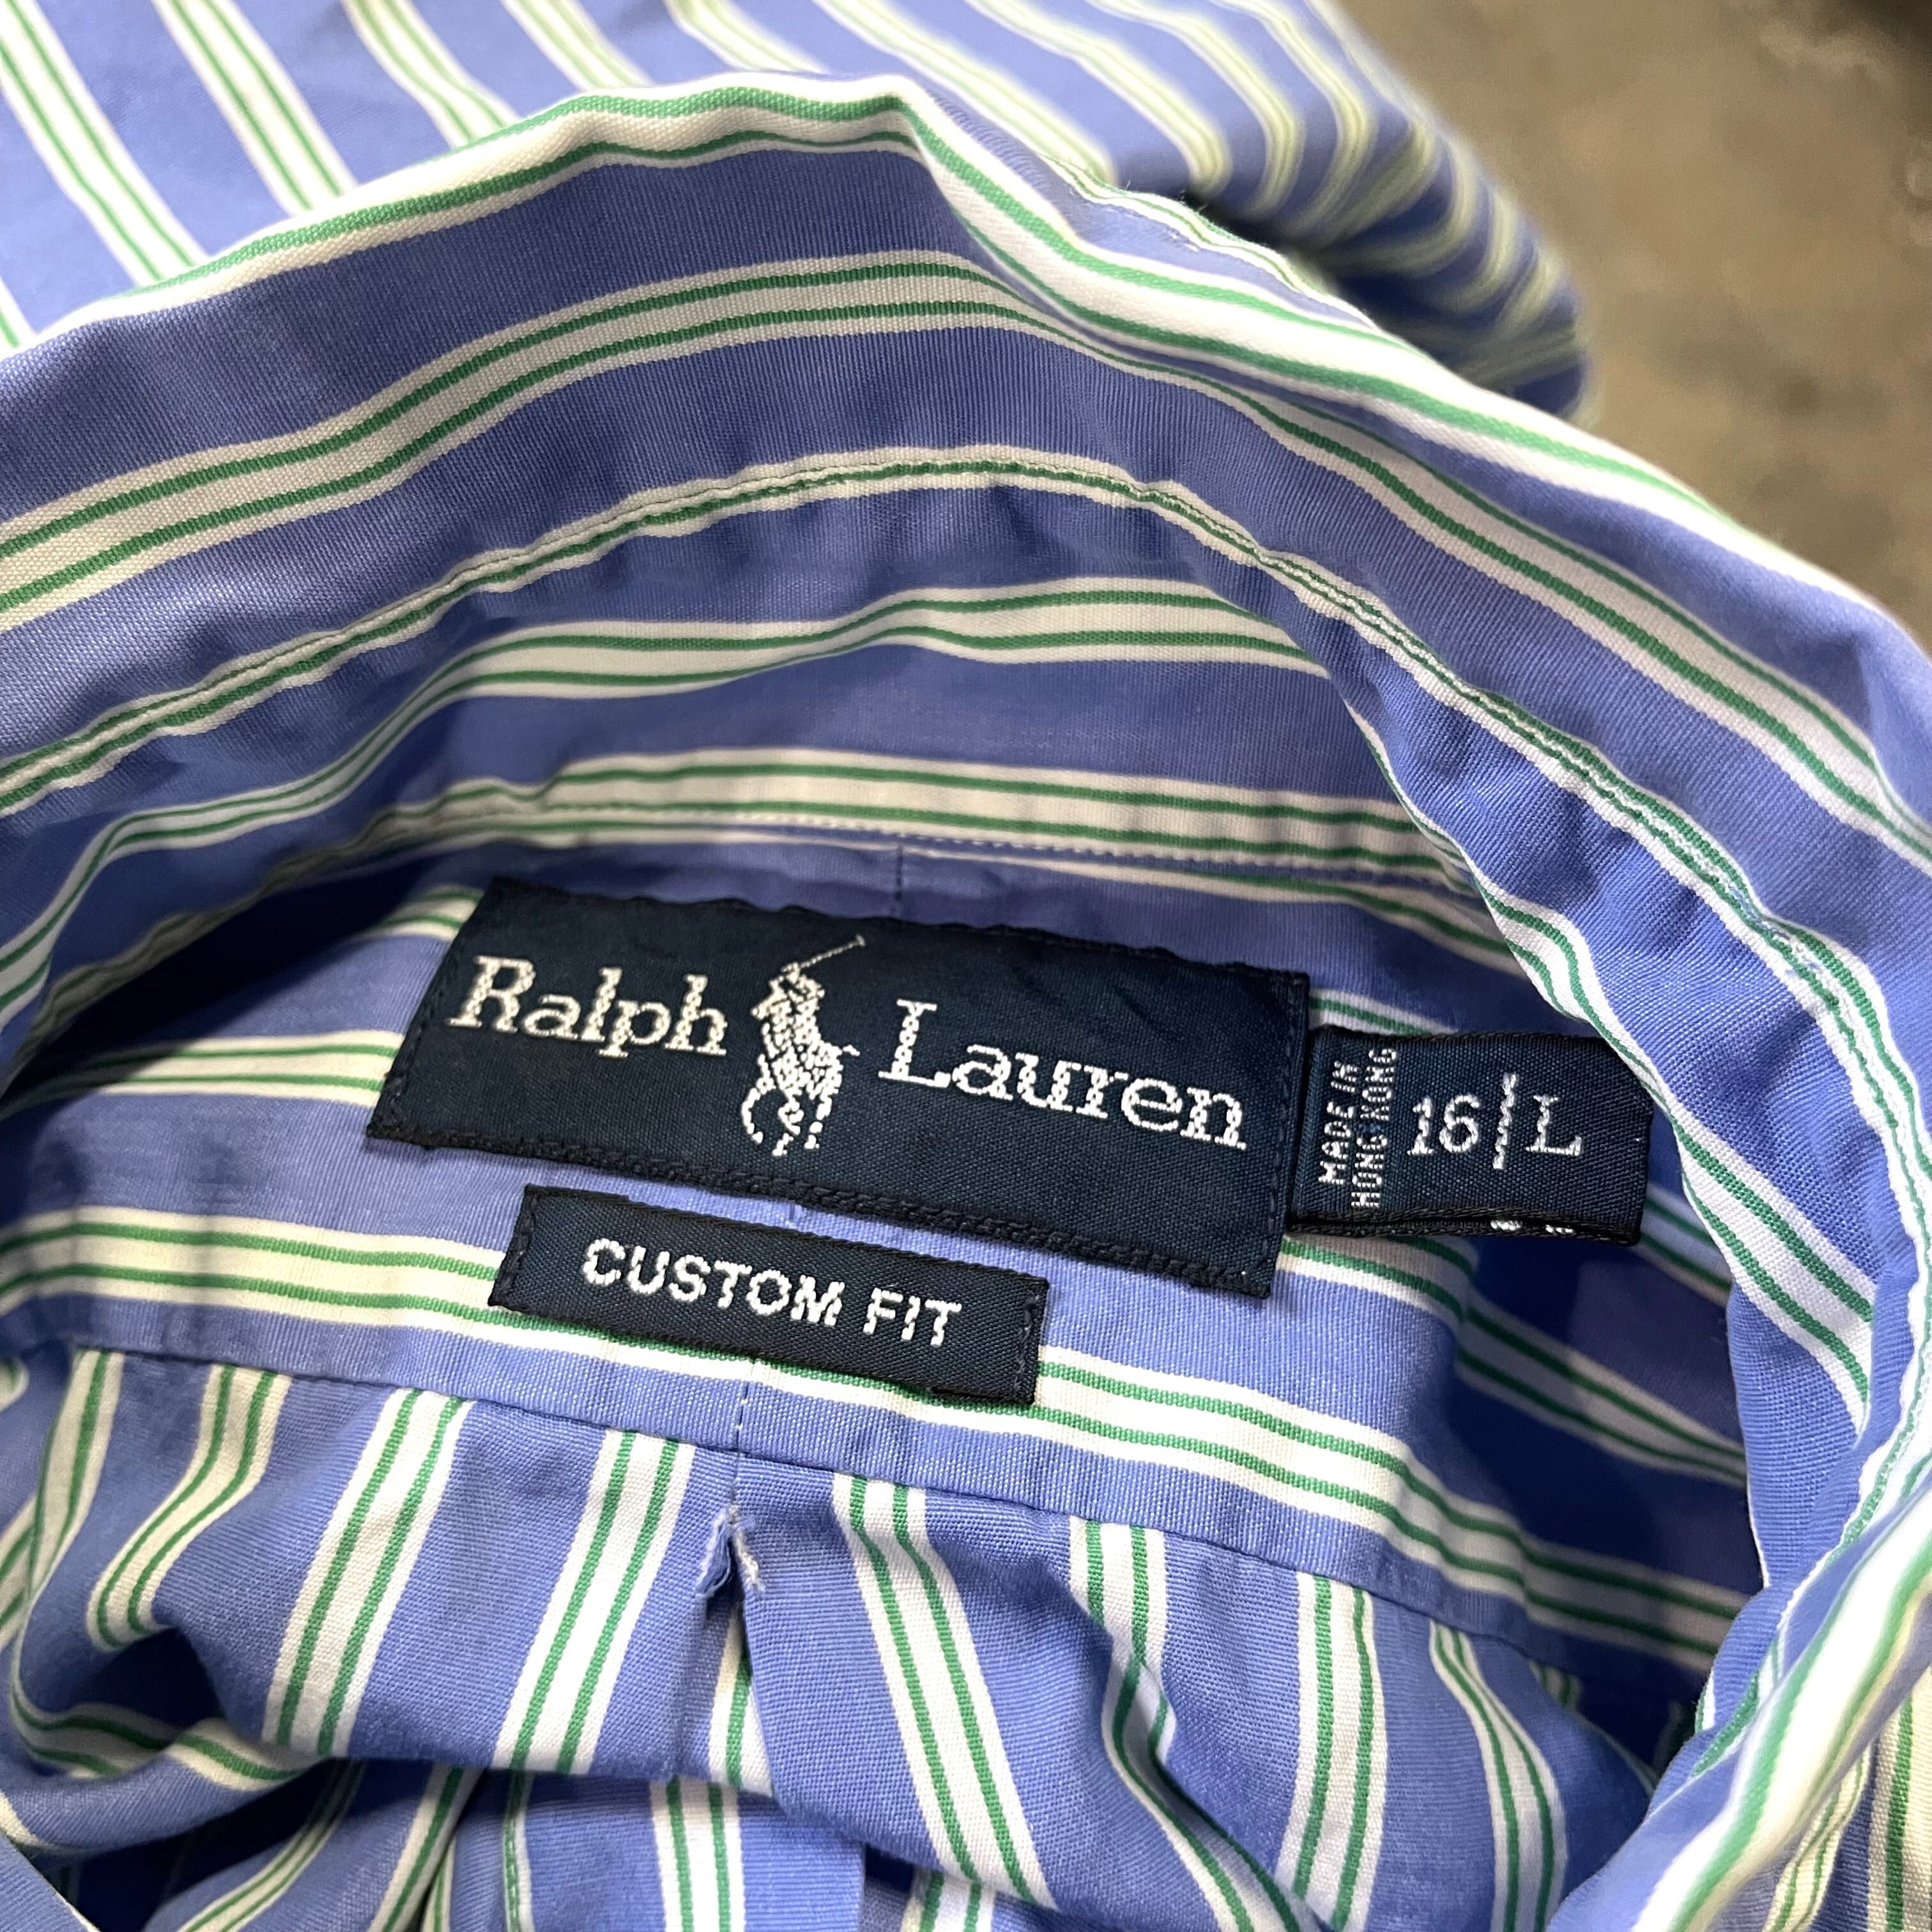 Ralph Lauren
MADE IN
HONG KONG
16/L
CUSTOM FIT